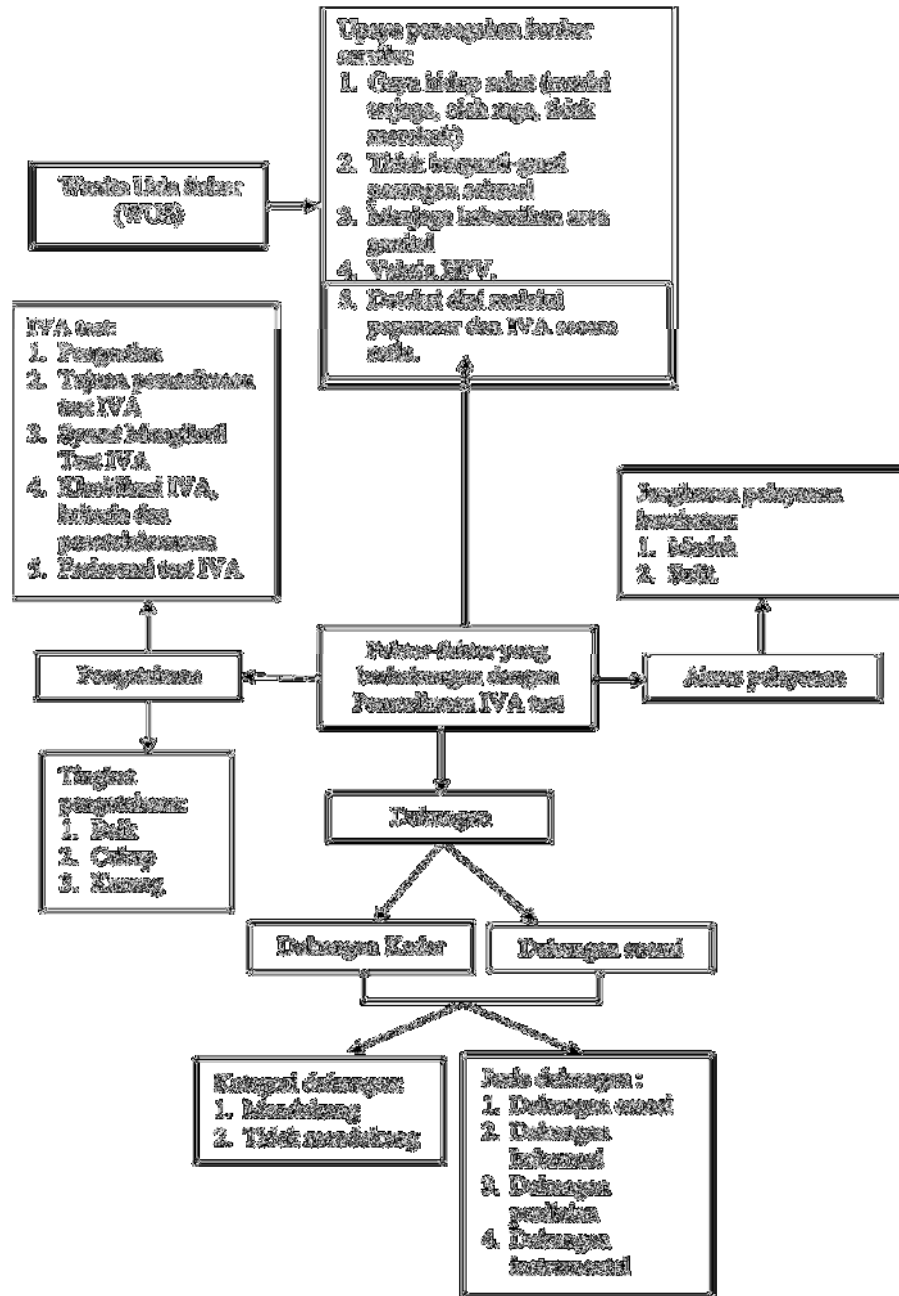 Upaya pencegahan kanker
serviks:
1. Gaya hidup sehat (nutrisi
terjaga, olah raga, tidak
merokok)
2. Tidak berganti-ganti
pasangan seksual
3. Menjaga kebersihan area
genital
4. Vaksin HPV.
5. Deteksi dini melalui
papsmear dan IVA secara
rutin.
Wanita Usia Subur
(WUS)
IVA test:
1. Pengertian
2. Tujuan pemeriksaan
test IVA
3. Syarat Mengikuti
Test IVA
4. Klasifikasi IVA,
dan
penatalaksanaan
5. test IVA
Jangkauan pelayanan
kesehatan:
1. Mudah
2. Sulit
Pengetahuan
Faktor-faktor yang
berhubungan dengan
Pemeriksaan IVA test
Akses pelayanan
Tingkat
pengetahuan:
1. Baik
2. Cukup
3. Kurang
Dukungan
Dukungan Kader
Dukungan suami
Kategori dukungan:
1. Mendukung
2. Tidak mendukung
Jenis dukungan :
1. Dukungan emosi
2. Dukungan
Informasi
3. Dukungan
penilaian
4. Dukungan
instrumental